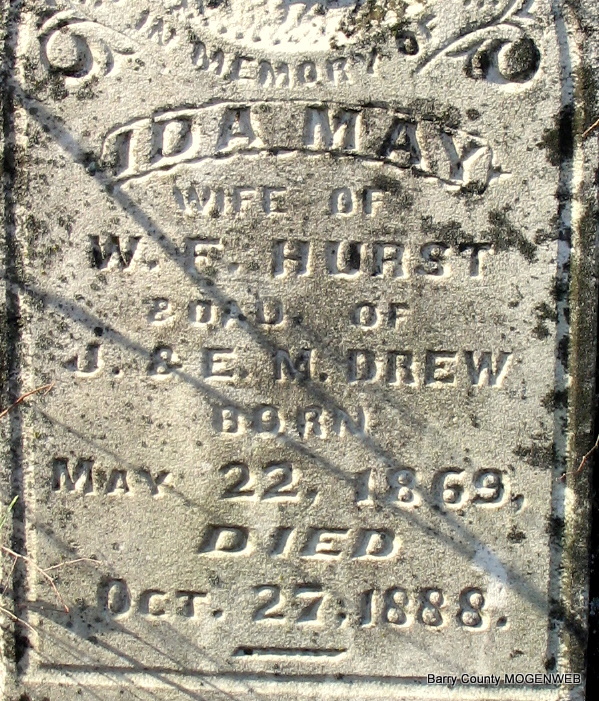 IN MEMORY OF
IDA MAY
WIFE OF
W. F. HURST
& DAU. OF
J. & E. M. DREW
BORN
MAY 22, 1869,
DIED
OCT. 27, 1888.
Barry County MOGENWEB